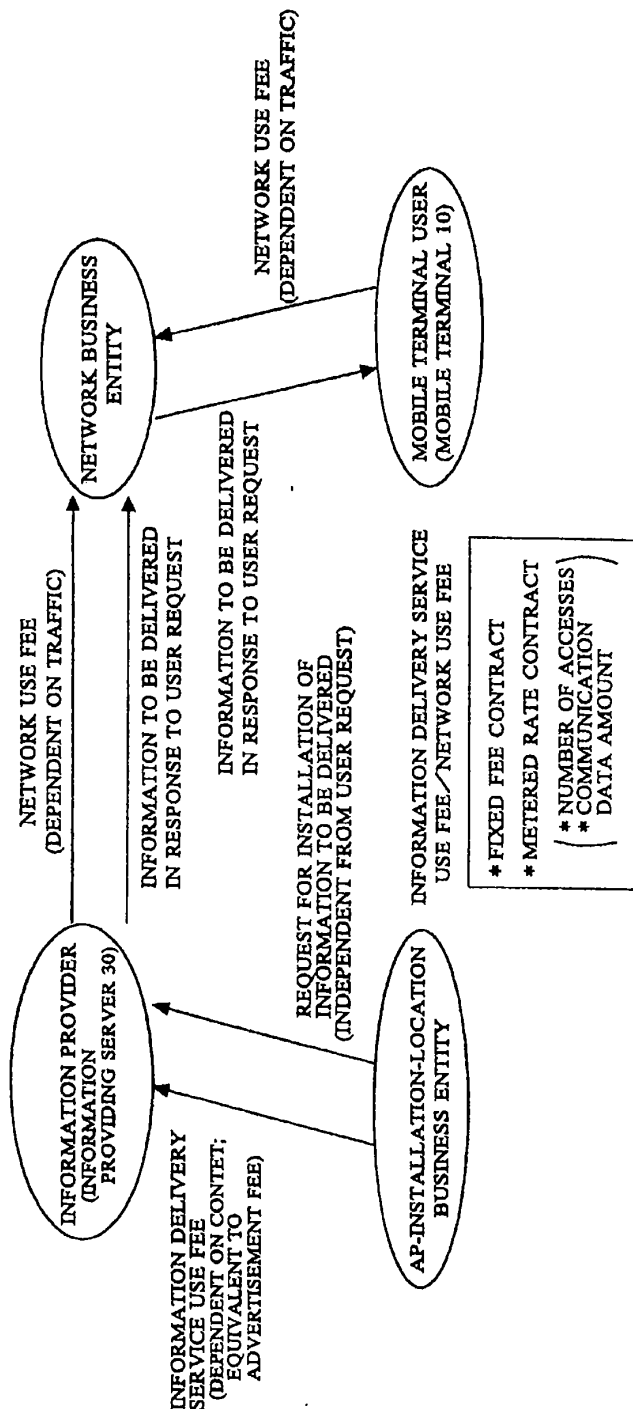 NETWORK USE FEE
(DEPENDENT ON TRAFFIC)
INFORMATION PROVIDER
(INFORMATION
PROVIDING SERVER 30)
NETWORK BUSINESS
ENTITY
INFORMATION TO BE DELIVERED
IN RESPONSE TO USER REQUEST
INFORMATION DELIVERY
SERVICE USE FEE
(DEPENDENT ON CONTET;
EQUIVALENT TO
ADVERTISEMENT FEE)
INFORMATION TO BE DELIVERED
IN RESPONSE TO USER REQUEST
NETWORK USE FEE
(DEPENDENT ON TRAFFIC)
REQUEST FOR INSTALLATION OF
INFORMATION TO BE DELIVERED
(INDEPENDENT FROM USER REQUEST)
AP-INSTALLATION-LOCATION
BUSINESS ENTITY
MOBILE TERMINAL USER
(MOBILE TERMINAL 10)
INFORMATION DELIVERY SERVICE
USE FEE/NETWORK USE FEE
*FIXED FEE CONTRACT
*METERED RATE CONTRACT
(*NUMBER OF ACCESSES
*COMMUNICATION
DATA AMOUNT)